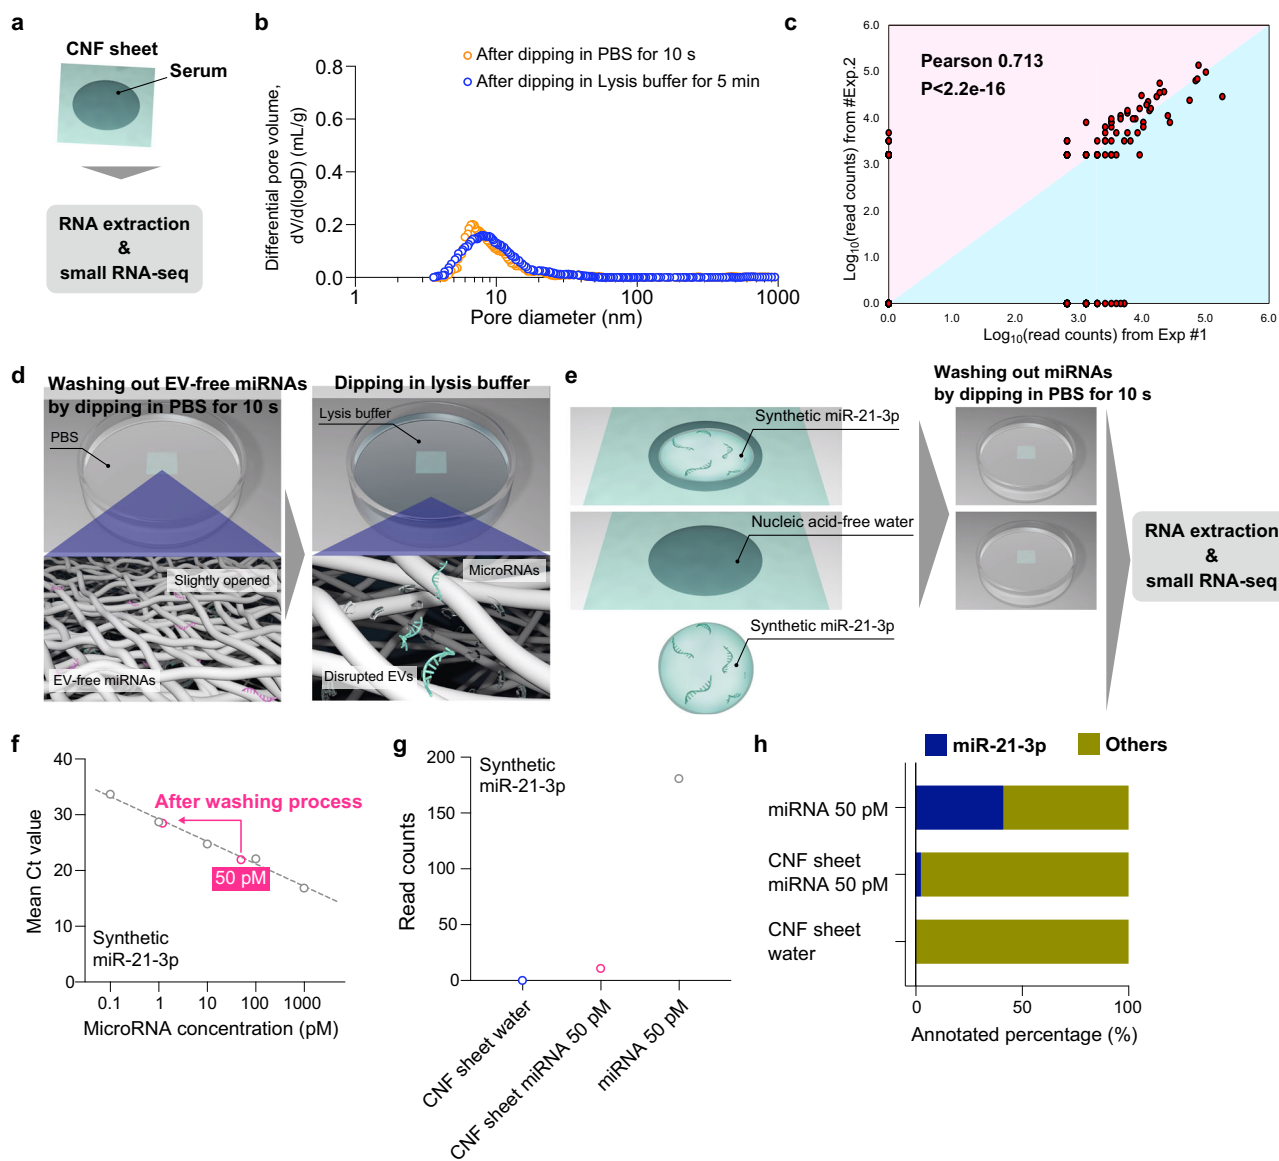 a
CNF sheet
Serum
RNA extraction
&
small RNA-seq
b
After dipping in PBS for 10 s
After dipping in Lysis buffer for 5 min
Differential pore volume,
dV/d(logD) (mL/g)
0.8
0.6
0.4
0.2
0.0
1
10
100
1000
Pore diameter (nm)
c
Pearson 0.713
P<2.2e-16
Log10(read counts) from #Exp.2
6.0
5.0
4.0
3.0
2.0
1.0
0.0
0.0
1.0
2.0
3.0
4.0
5.0
6.0
Log10(read counts) from Exp #1
d
Washing out EV-free miRNAs
by dipping in PBS for 10 s
PBS
Slightly opened
EV-free miRNAs
Dipping in lysis buffer
Lysis buffer
MicroRNAs
Disrupted EVs
e
Synthetic miR-21-3p
Nucleic acid-free water
Synthetic miR-21-3p
Washing out miRNAs
by dipping in PBS for 10 s
RNA extraction
&
small RNA-seq
f
Mean Ct value
40
30
20
10
0
After washing process
50 pM
Synthetic
miR-21-3p
0.1
1
10
100
1000
MicroRNA concentration (pM)
g
Read counts
200
150
100
50
0
Synthetic
miR-21-3p
CNF sheet water
CNF sheet miRNA 50 pM
miRNA 50 pM
h
miR-21-3p
Others
miRNA 50 pM
CNF sheet
miRNA 50 pM
CNF sheet
water
0
50
100
Annotated percentage (%)